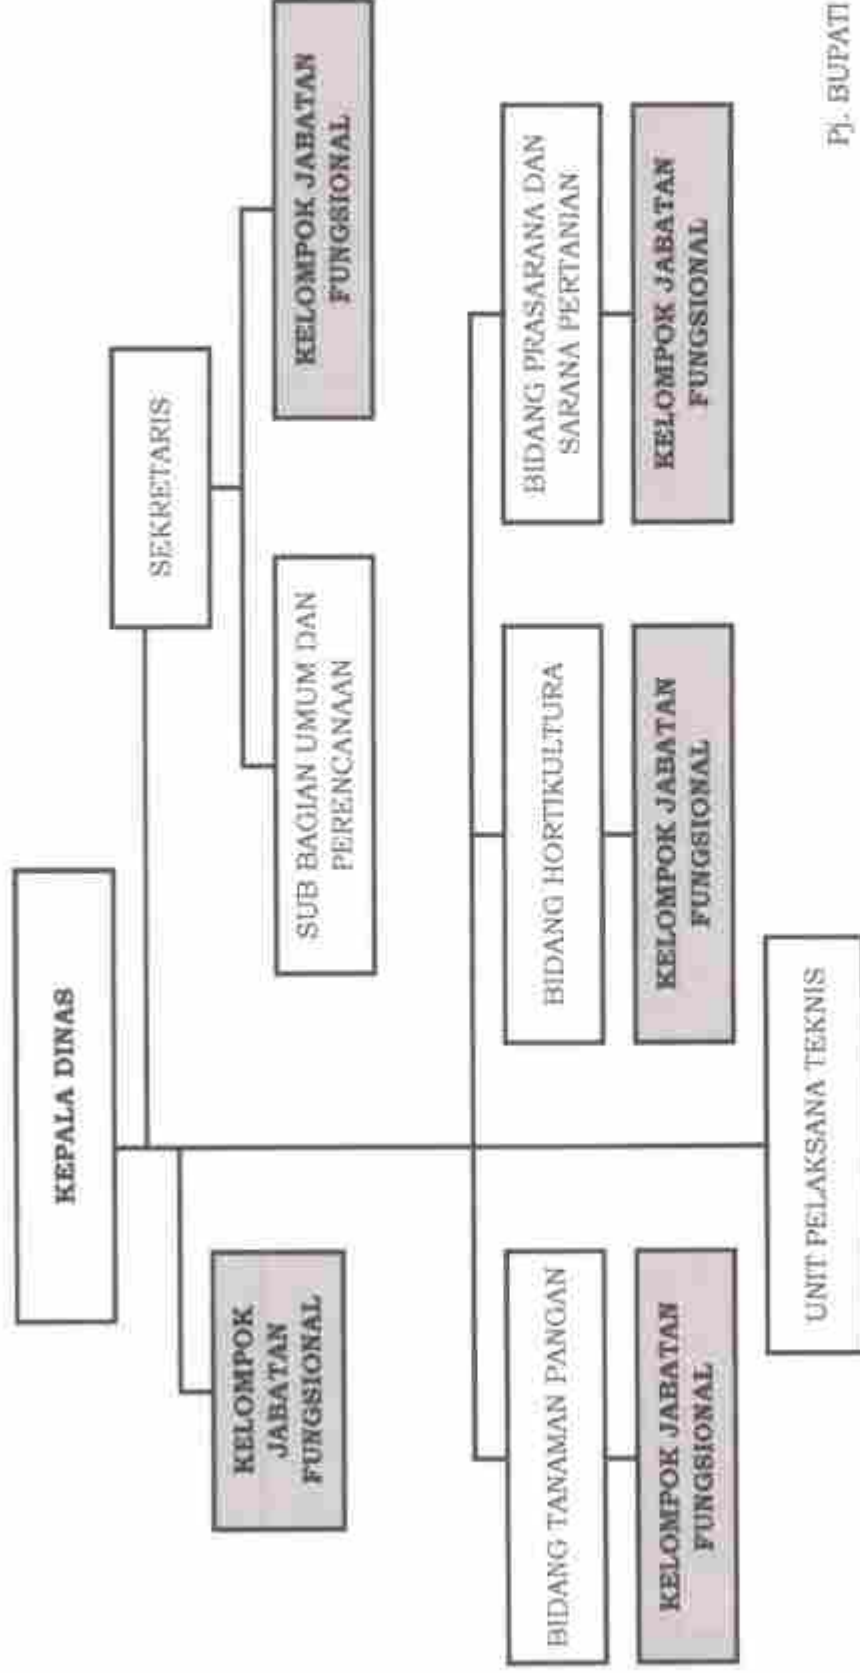 KEPALA DINAS
SEKRETARIS
KELOMPOK
JABATAN
FUNGSIONAL
SUB BAGIAN UMUM DAN
PERENCANAAN
KELOMPOK JABATAN
FUNGSIONAL
BIDANG TANAMAN PANGAN
BIDANG HORTIKULTURA
BIDANG PRASARANA DAN
SARANA PERTANIAN
KELOMPOK JABATAN
FUNGSIONAL
KELOMPOK JABATAN
FUNGSIONAL
KELOMPOK JABATAN
FUNGSIONAL
UNIT PELAKSANA TEKNIS
Pj. BUPATI